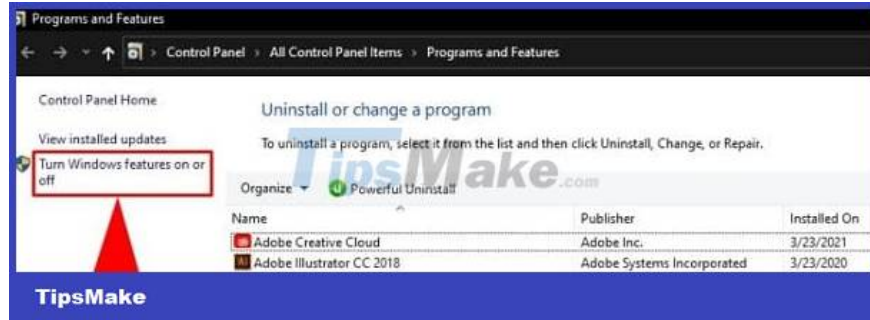 Programs and Features
Control Panel > All Control Panel Items > Programs and Features
Control Panel Home
View installed updates
Turn Windows features on or
off
Uninstall or change a program
To uninstall a program, select it from the list and then click Uninstall, Change, or Repair.
TipsMake.com
Organize Powerful Uninstall
Name Publisher Installed On
Adobe Creative Cloud Adobe Inc. 3/23/2021
Ai Adobe Illustrator CC 2018 Adobe Systems Incorporated 3/23/2020
TipsMake